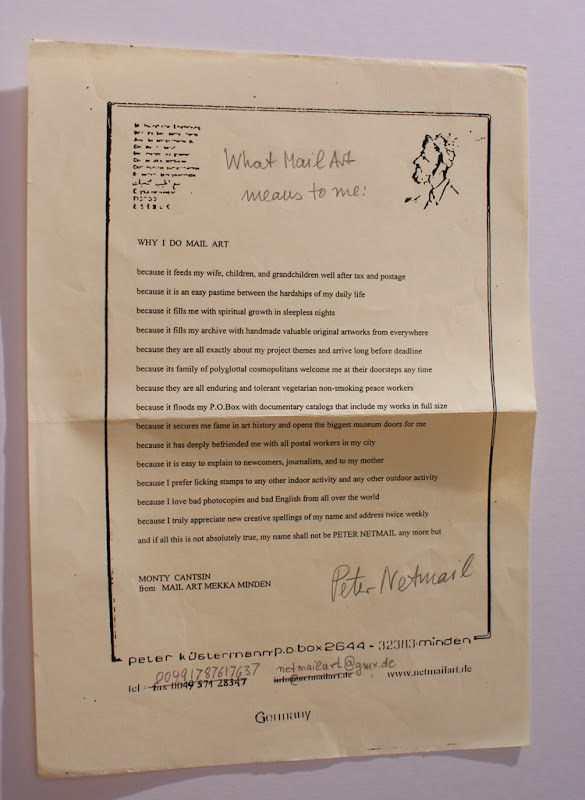 What Mail Art
means to me:
WHY I DO MAIL ART
because it feeds my wife, children, and grandchildren well after tax and postage
because it is an easy pastime between the hardships of my daily life
because it fills me with spiritual growth in sleepless nights
because it fills my archive with handmade valuable original artworks from everywhere
because they are all exactly about my project themes and arrive long before deadline
because its family of polyglottal cosmopolitans welcome me at their doorsteps any time
because they are all enduring and tolerant vegetarian non-smoking peace workers
because it floods my P.O.Box with documentary catalogs that include my works in full size
because it secures me fame in art history and opens the biggest museum doors for me
because it has deeply befriended me with all postal workers in my city
because it is easy to explain to newcomers, journalists, and to my mother
because I prefer licking stamps to any other indoor activity and any other outdoor activity
because I love bad photocopies and bad English from all over the world
because I truly appreciate new creative spellings of my name and address twice weekly
and if all this is not absolutely true, my name shall not be PETER NETMAIL any more but
MONTY CANTSIN
from MAIL ART MEKKA MINDEN
Peter Netmail
peter küstermann p.o.box 2644 - 32383 minden
00491787617637 netmailart@gmx.de
tel - fax 0049 571 28347 info@netmailart.de www.netmailart.de
Germany